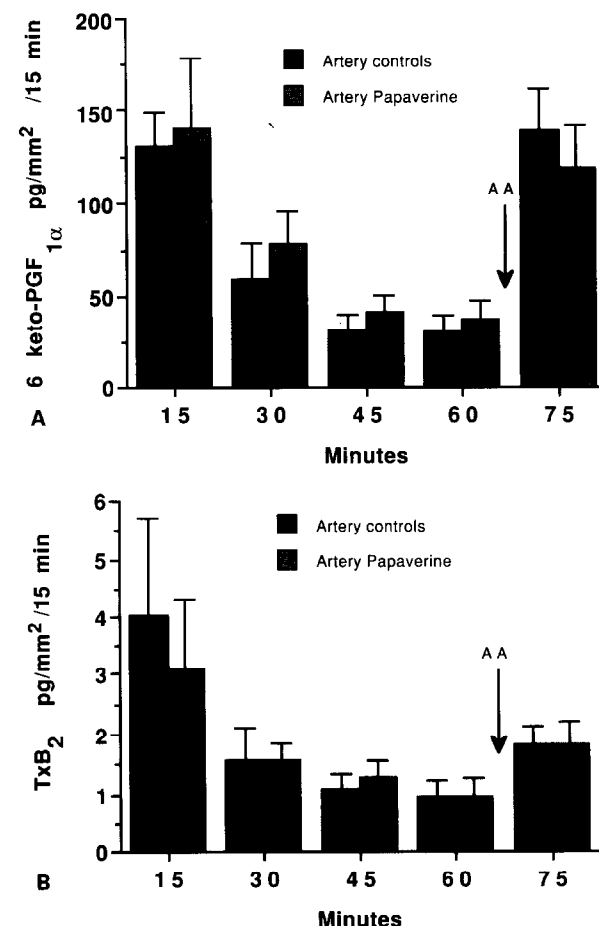 6 keto-PGF1α pg/mm2 /15 min
200
150
100
50
0
Artery controls
Artery Papaverine
A A
15 30 45 60 75
A
Minutes
TxB2 pg/mm2/15 min
6
5
4
3
2
1
0
Artery controls
Artery Papaverine
A A
15 30 45 60 75
B
Minutes